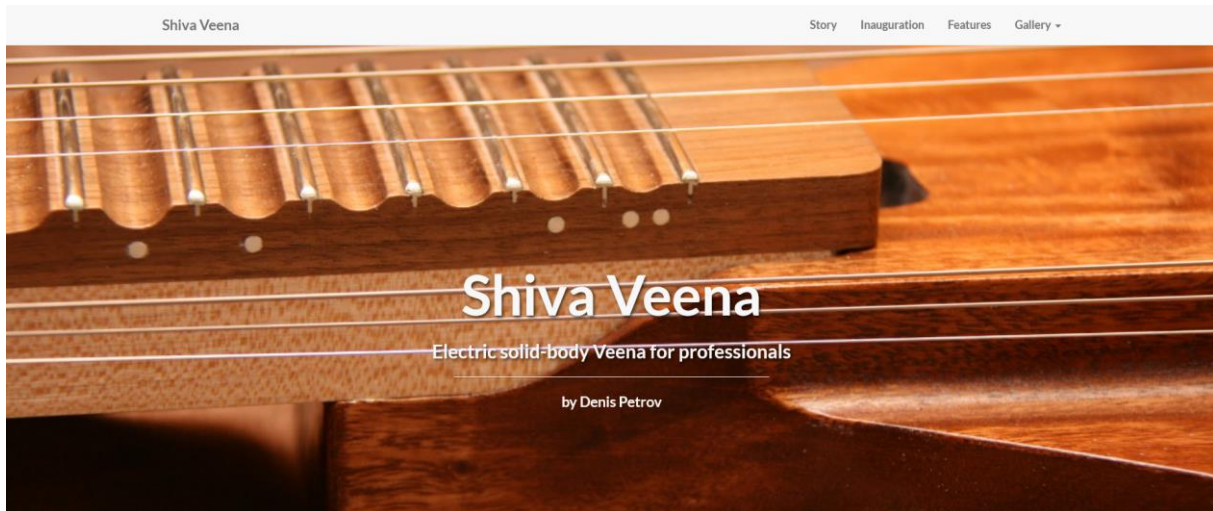 Shiva Veena
Story Inauguration Features Gallery
Shiva Veena
Electric solid-body Veena for professionals
by Denis Petrov